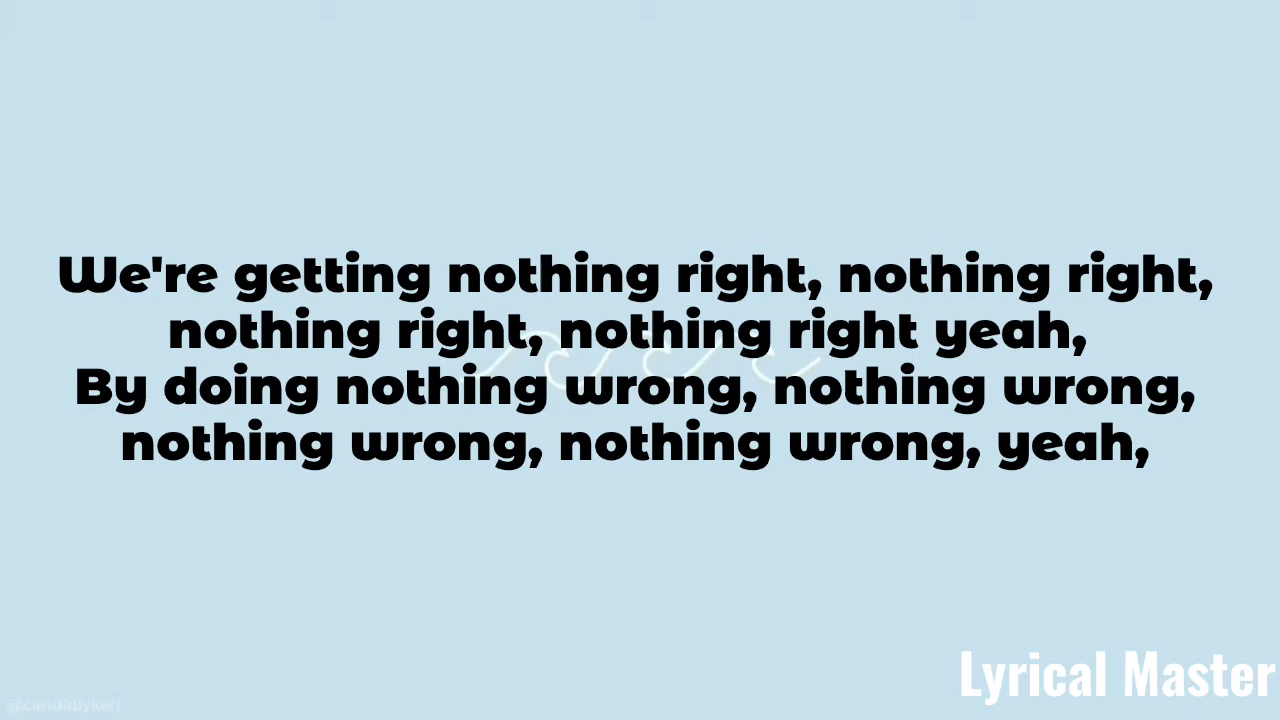 We're getting nothing right, nothing right,
nothing right, nothing right yeah,
By doing nothing wrong, nothing wrong,
nothing wrong, nothing wrong, yeah,
Lyrical Master